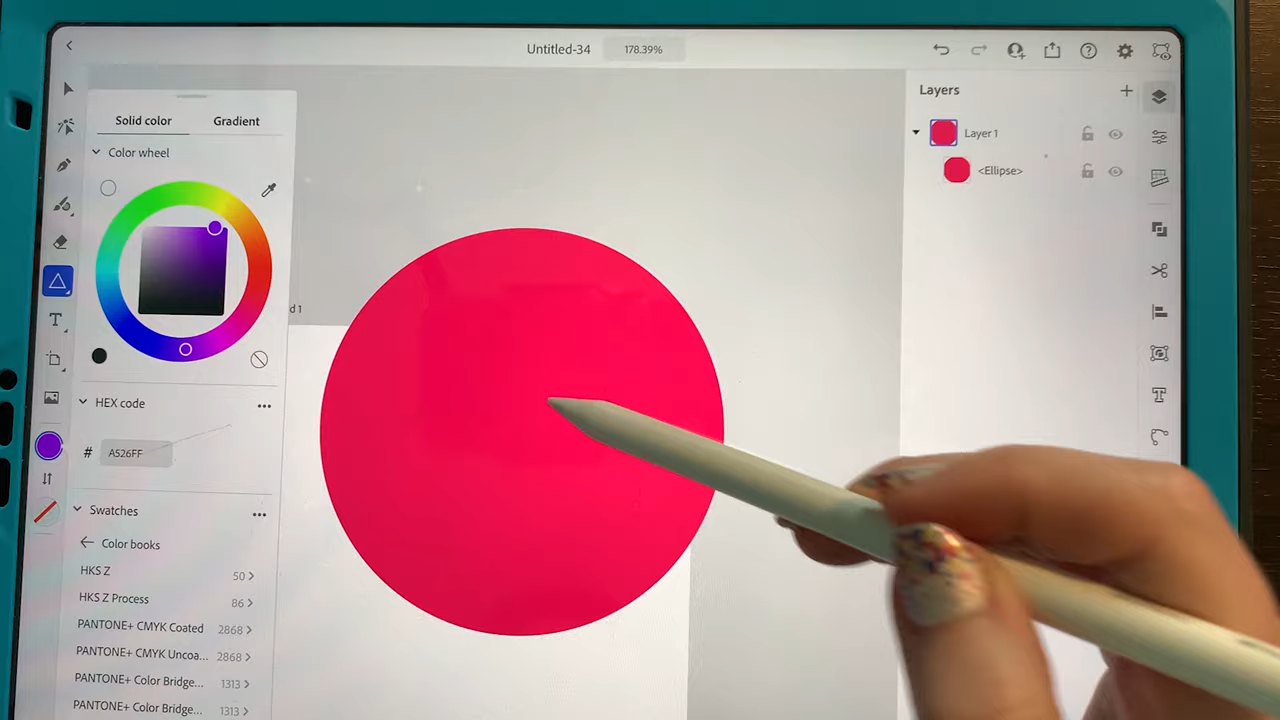 Untitled-34
178.39%
Solid color
Gradient
Color wheel
d 1
HEX code
# A526FF
Swatches
Color books
HKS Z
50
HKS Z Process
86
PANTONE+ CMYK Coated
2868
PANTONE+ CMYK Uncoa...
2868
PANTONE+ Color Bridge...
1313
PANTONE+ Color Bridge...
1313
Layers
Layer 1
<Ellipse>
T
T